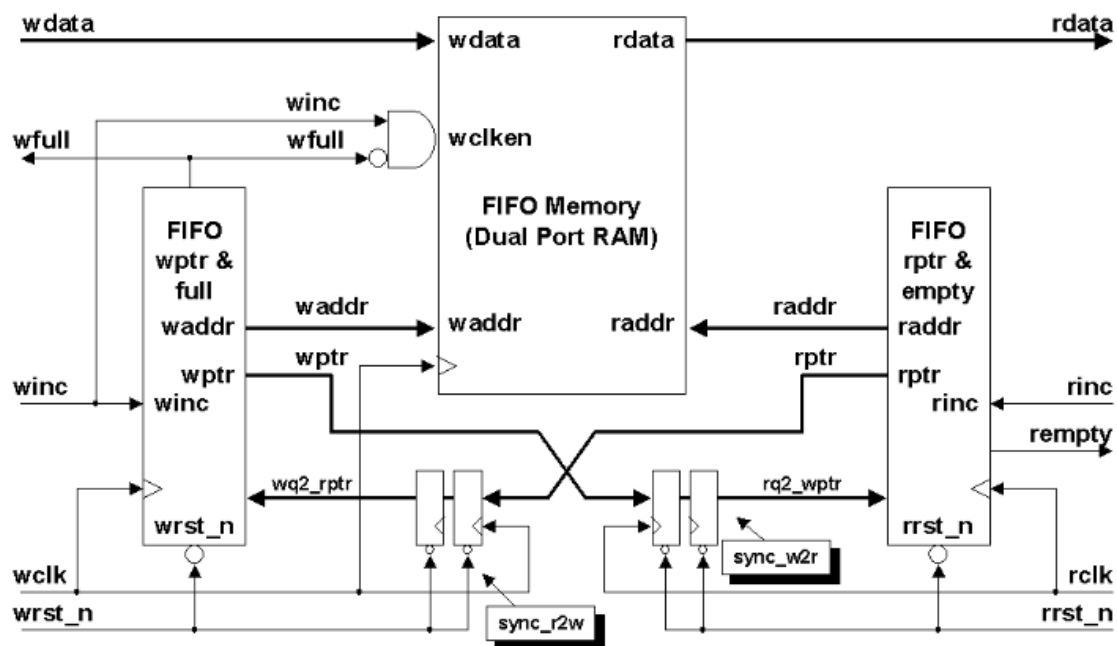 wdata
wdata
rdata
rdata
winc
wfull
wfull
wclken
FIFO Memory
(Dual Port RAM)
FIFO
wptr &
full
FIFO
rptr &
empty
waddr
waddr
waddr
raddr
raddr
raddr
wptr
wptr
rptr
rptr
winc
winc
rinc
rinc
rempty
wq2_rptr
rq2_wptr
wrst_n
rrst_n
sync_w2r
wclk
rclk
wrst_n
sync_r2w
rrst_n